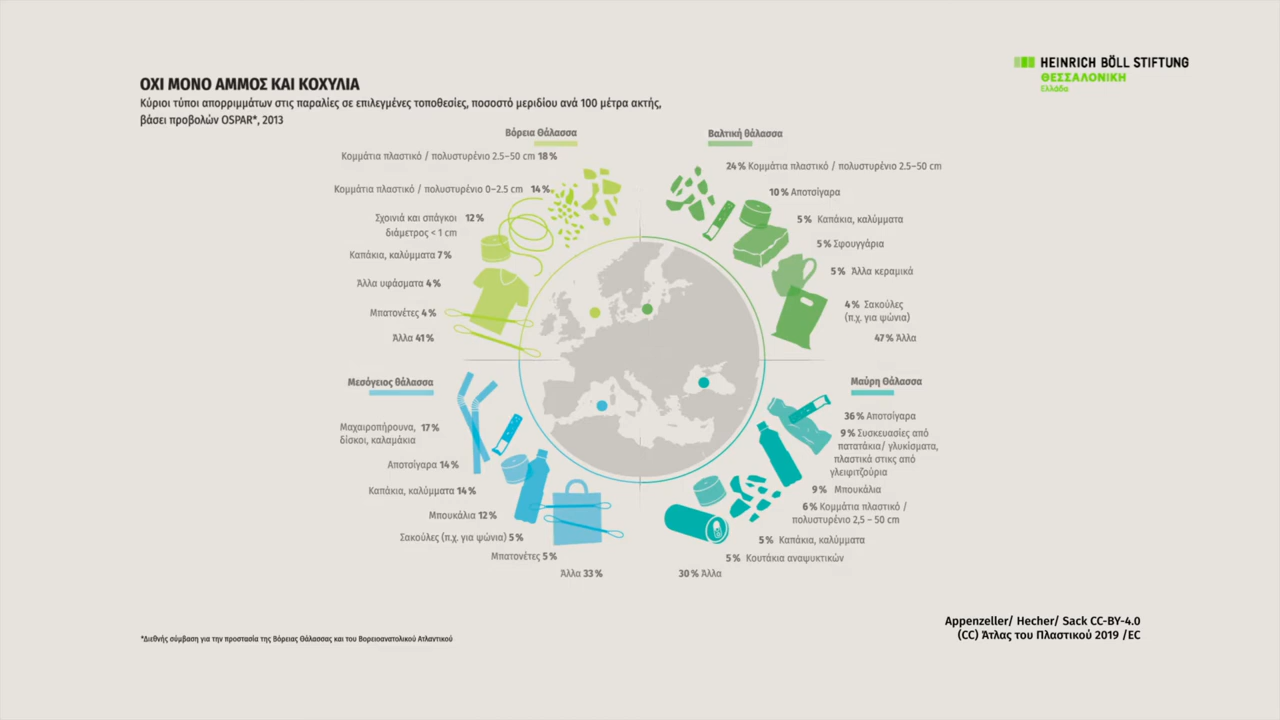 HEINRICH BÖLL STIFTUNG
ΘΕΣΣΑΛΟΝΙΚΗ
Ελλάδα
ΟΧΙ ΜΟΝΟ ΑΜΜΟΣ ΚΑΙ ΚΟΧΥΛΙΑ
Κύριοι τύποι απορριμμάτων στις παραλίες σε επιλεγμένες τοποθεσίες, ποσοστό μεριδίου ανά 100 μέτρα ακτής,
βάσει προβολών OSPAR*, 2013
Βόρεια Θάλασσα
Κομμάτια πλαστικό / πολυστυρένιο 2.5–50 cm 18 %
Κομμάτια πλαστικό / πολυστυρένιο 0–2.5 cm 14 %
Σχοινιά και σπάγκοι 12 %
διάμετρος < 1 cm
Καπάκια, καλύμματα 7 %
Άλλα υφάσματα 4 %
Μπατονέτες 4 %
Άλλα 41 %
Βαλτική θάλασσα
24 % Κομμάτια πλαστικό / πολυστυρένιο 2.5–50 cm
10 % Αποτσίγαρα
5 % Καπάκια, καλύμματα
5 % Σφουγγάρια
5 % Άλλα κεραμικά
4 % Σακούλες
(π.χ. για ψώνια)
47 % Άλλα
Μεσόγειος θάλασσα
Μαχαιροπήρουνα, 17 %
δίσκοι, καλαμάκια
Αποτσίγαρα 14 %
Καπάκια, καλύμματα 14 %
Μπουκάλια 12 %
Σακούλες (π.χ. για ψώνια) 5 %
Μπατονέτες 5 %
Άλλα 33 %
Μαύρη Θάλασσα
36 % Αποτσίγαρα
9 % Συσκευασίες από
πατατάκια/ γλυκίσματα,
πλαστικά στικς από
γλειφιτζούρια
9 % Μπουκάλια
6 % Κομμάτια πλαστικό /
πολυστυρένιο 2,5 – 50 cm
5 % Καπάκια, καλύμματα
5 % Κουτάκια αναψυκτικών
30 % Άλλα
*Διεθνής σύμβαση για την προστασία της Βόρειας Θάλασσας και του Βορειοανατολικού Ατλαντικού
Appenzeller/ Hecher/ Sack CC-BY-4.0
(CC) Άτλας του Πλαστικού 2019 /EC